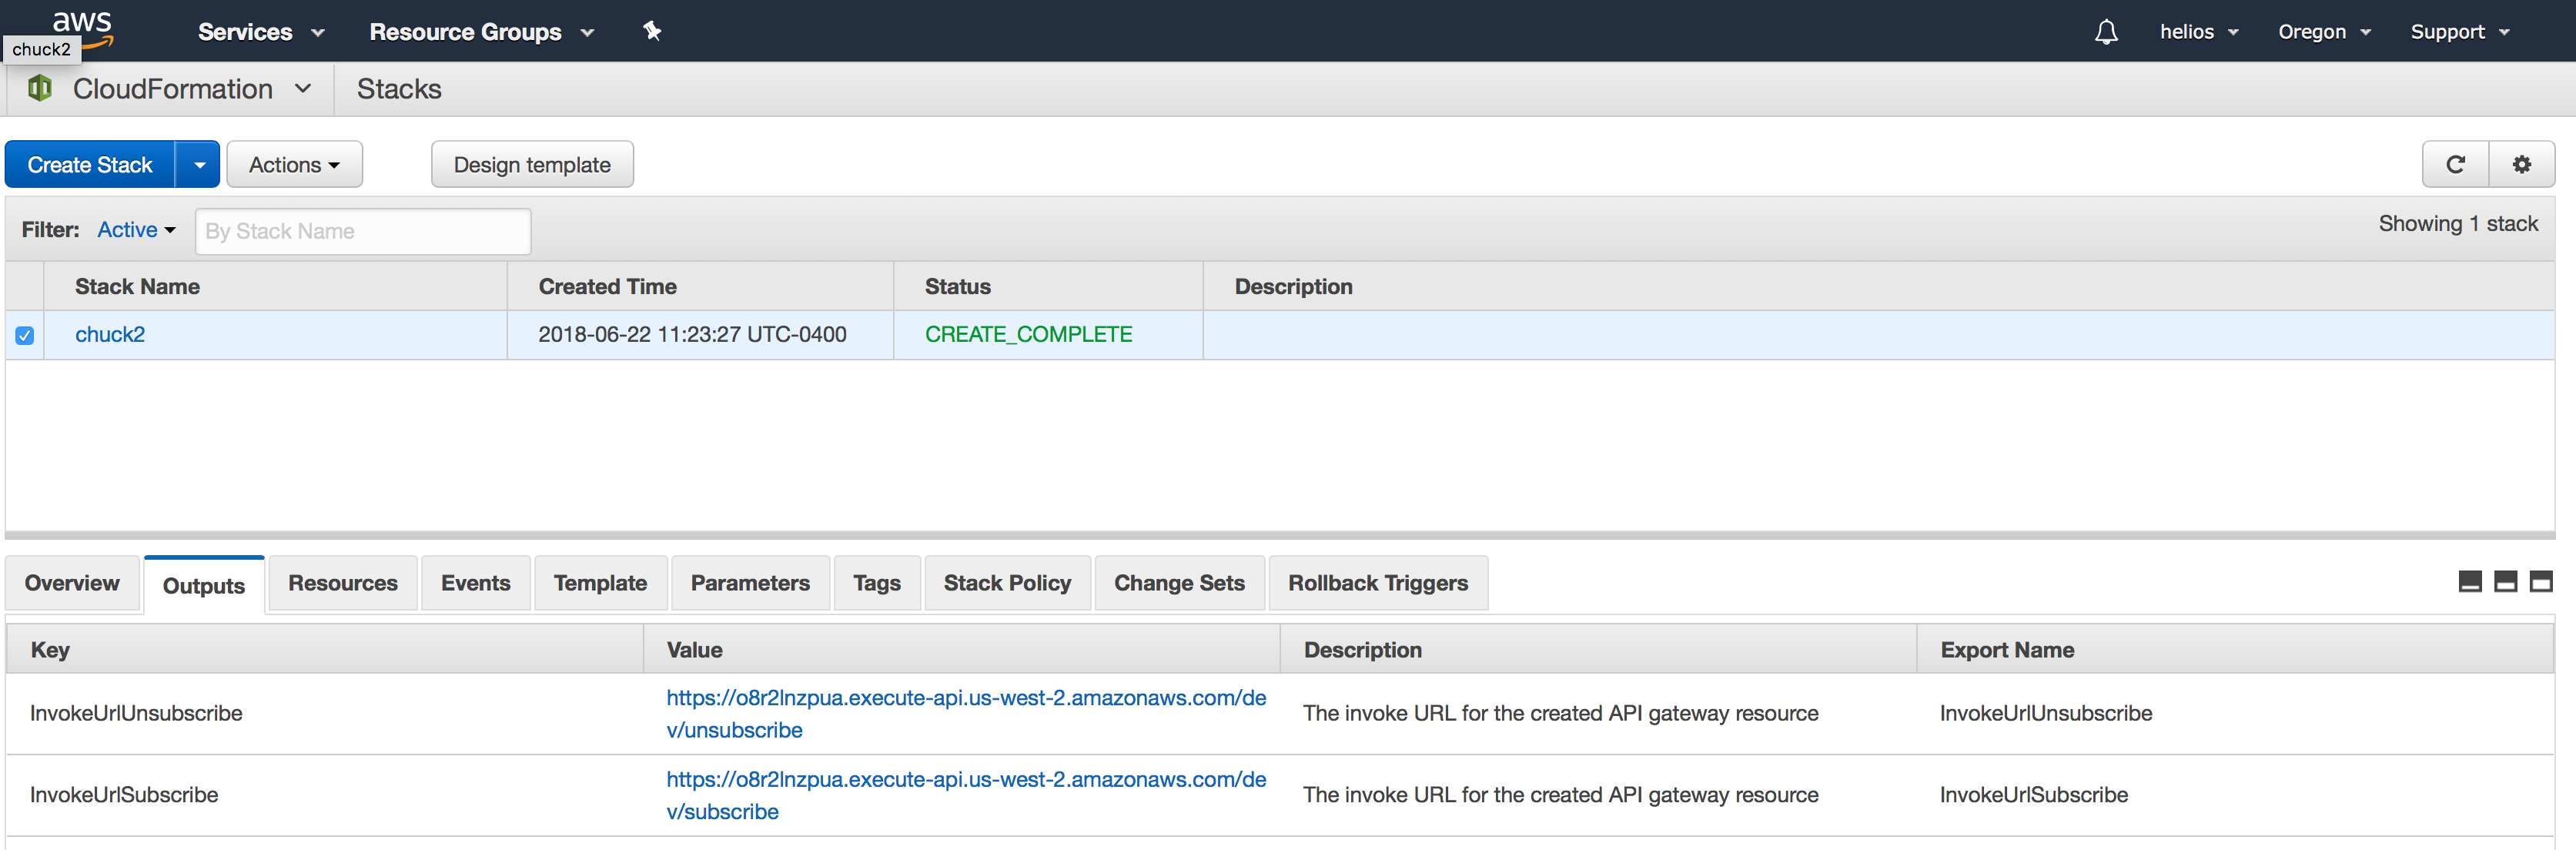 aws
Services
Resource Groups
helios
Oregon
Support
chuck2
CloudFormation
Stacks
Create Stack
Actions
Design template
Filter: Active
By Stack Name
Showing 1 stack
Stack Name
Created Time
Status
Description
chuck2
2018-06-22 11:23:27 UTC-0400
CREATE_COMPLETE
Overview
Outputs
Resources
Events
Template
Parameters
Tags
Stack Policy
Change Sets
Rollback Triggers
Key
Value
Description
Export Name
InvokeUrlUnsubscribe
https://o8r2lnzpua.execute-api.us-west-2.amazonaws.com/de
v/unsubscribe
The invoke URL for the created API gateway resource
InvokeUrlUnsubscribe
InvokeUrlSubscribe
https://o8r2lnzpua.execute-api.us-west-2.amazonaws.com/de
v/subscribe
The invoke URL for the created API gateway resource
InvokeUrlSubscribe